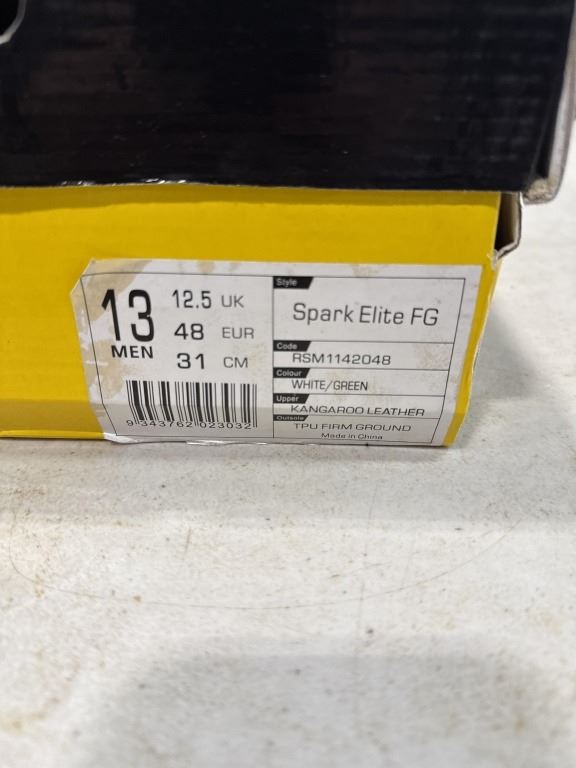 13
MEN
12.5 UK
48 EUR
31 CM
9 343762 023032
Style
Spark Elite FG
Code
RSM1142048
Colour
WHITE/GREEN
Upper
KANGAROO LEATHER
Outsole
TPU FIRM GROUND
Made in China